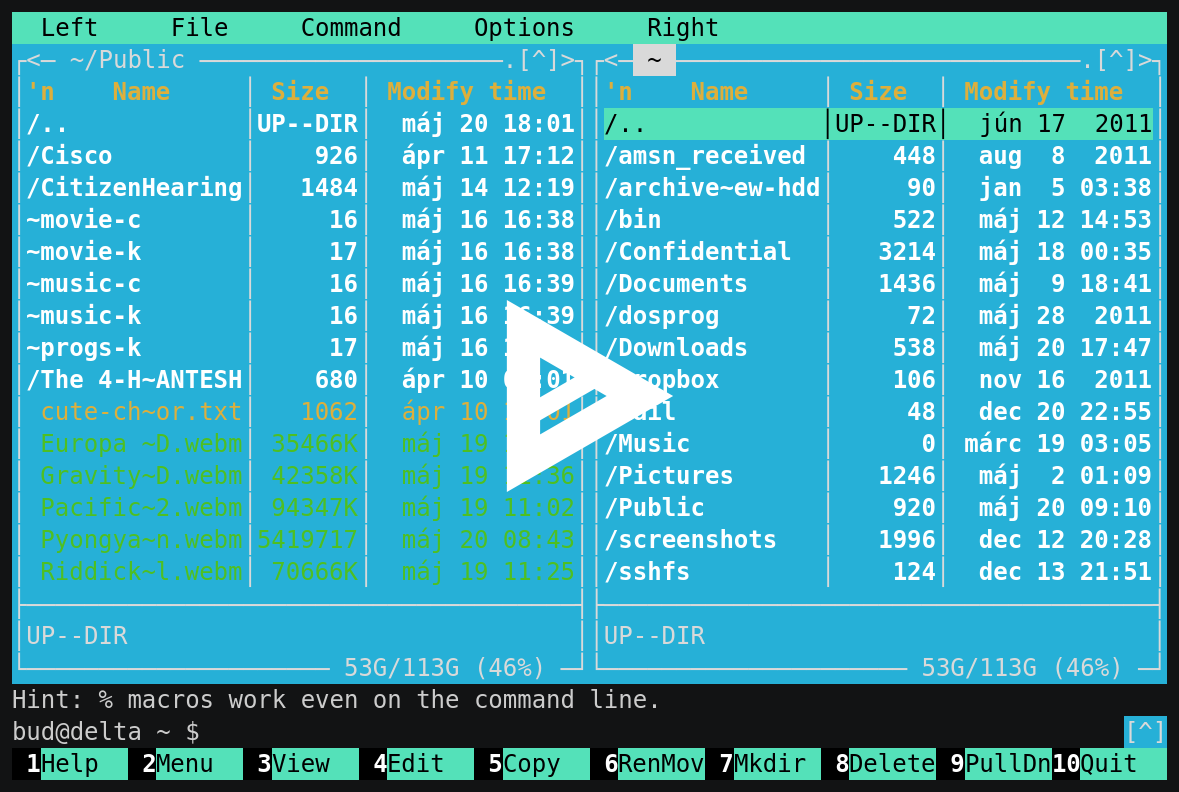 Left File Command Options Right
<─ ~/Public .[^]> <─ ~ .[^]>
'n Name Size Modify time 'n Name Size Modify time
/.. UP--DIR máj 20 18:01 /.. UP--DIR jún 17 2011
/Cisco 926 ápr 11 17:12 /amsn_received 448 aug 8 2011
/CitizenHearing 1484 máj 14 12:19 /archive~ew-hdd 90 jan 5 03:38
~movie-c 16 máj 16 16:38 /bin 522 máj 12 14:53
~movie-k 17 máj 16 16:38 /Confidential 3214 máj 18 00:35
~music-c 16 máj 16 16:39 /Documents 1436 máj 9 18:41
~music-k 16 máj 16 16:39 /dosprog 72 máj 28 2011
~progs-k 17 máj 16 /Downloads 538 máj 20 17:47
/The 4-H~ANTESH 680 ápr 10 106 nov 16 2011
cute-ch~or.txt 1062 ápr 10 48 dec 20 22:55
Europa ~D.webm 35466K máj 19 /Music 0 márc 19 03:05
Gravity~D.webm 42358K máj 19 /Pictures 1246 máj 2 01:09
Pacific~2.webm 94347K máj 19 11:02 /Public 920 máj 20 09:10
Pyongya~n.webm 5419717 máj 20 08:43 /screenshots 1996 dec 12 20:28
Riddick~l.webm 70666K máj 19 11:25 /sshfs 124 dec 13 21:51
UP--DIR UP--DIR
53G/113G (46%) 53G/113G (46%)
Hint: % macros work even on the command line.
bud@delta ~ $ [^]
1Help 2Menu 3View 4Edit 5Copy 6RenMov 7Mkdir 8Delete 9PullDn 10Quit